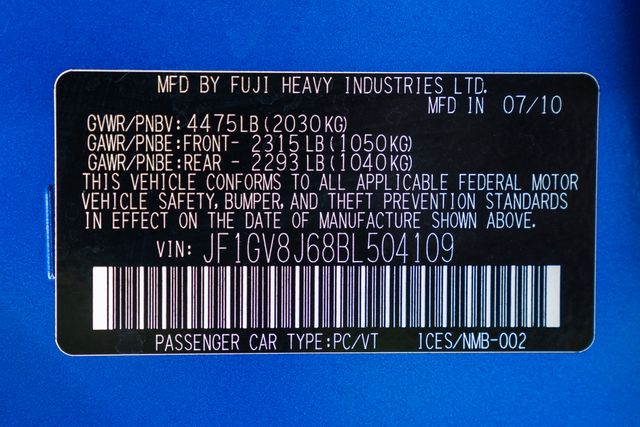 MFD BY FUJI HEAVY INDUSTRIES LTD.
MFD IN 07/10
GVWR/PNBV: 4475LB(2030KG)
GAWR/PNBE:FRONT- 2315 LB(1050KG)
GAWR/PNBE:REAR - 2293 LB(1040KG)
THIS VEHICLE CONFORMS TO ALL APPLICABLE FEDERAL MOTOR
VEHICLE SAFETY, BUMPER, AND THEFT PREVENTION STANDARDS
IN EFFECT ON THE DATE OF MANUFACTURE SHOWN ABOVE.
VIN: JF1GV8J68BL504109
PASSENGER CAR TYPE:PC/VT ICES/NMB-002